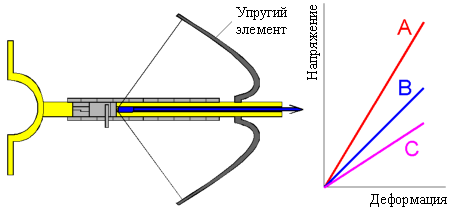 Упругий
элемент
Напряжение
A
B
C
Деформация